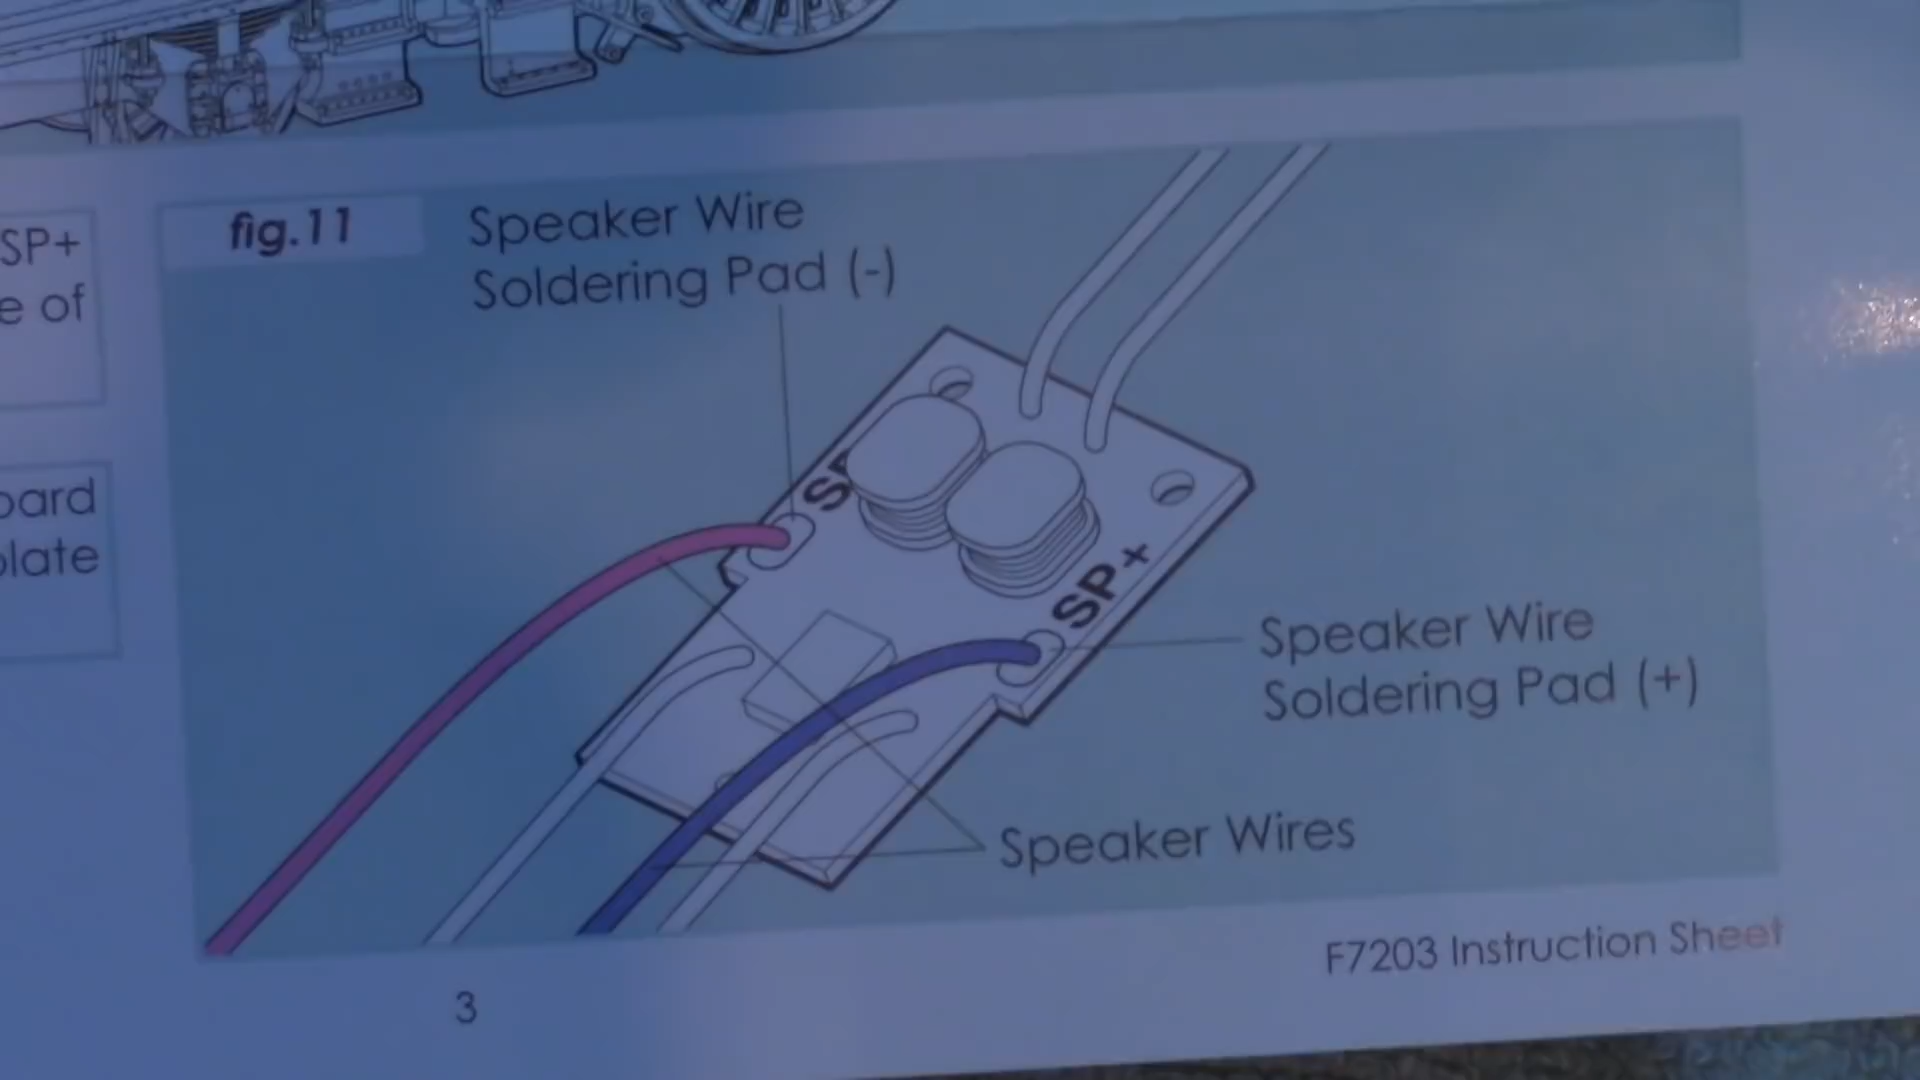 SP+
e of
oard
plate
fig.11
Speaker Wire
Soldering Pad (-)
SP
SP+
Speaker Wire
Soldering Pad (+)
Speaker Wires
F7203 Instruction Sheet
3